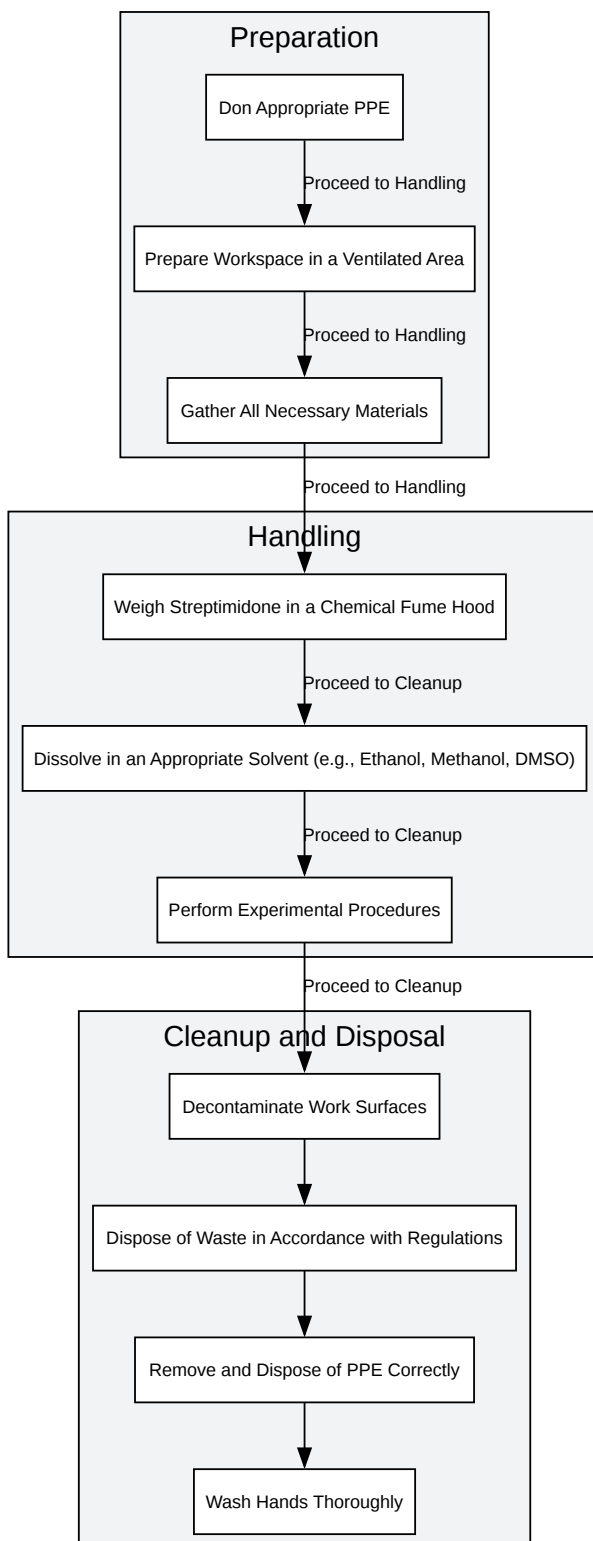 Preparation
Don Appropriate PPE
Proceed to Handling
Prepare Workspace in a Ventilated Area
Proceed to Handling
Gather All Necessary Materials
Proceed to Handling
Handling
Weigh Streptimidone in a Chemical Fume Hood
Proceed to Cleanup
Dissolve in an Appropriate Solvent (e.g., Ethanol, Methanol, DMSO)
Proceed to Cleanup
Perform Experimental Procedures
Proceed to Cleanup
Cleanup and Disposal
Decontaminate Work Surfaces
Dispose of Waste in Accordance with Regulations
Remove and Dispose of PPE Correctly
Wash Hands Thoroughly